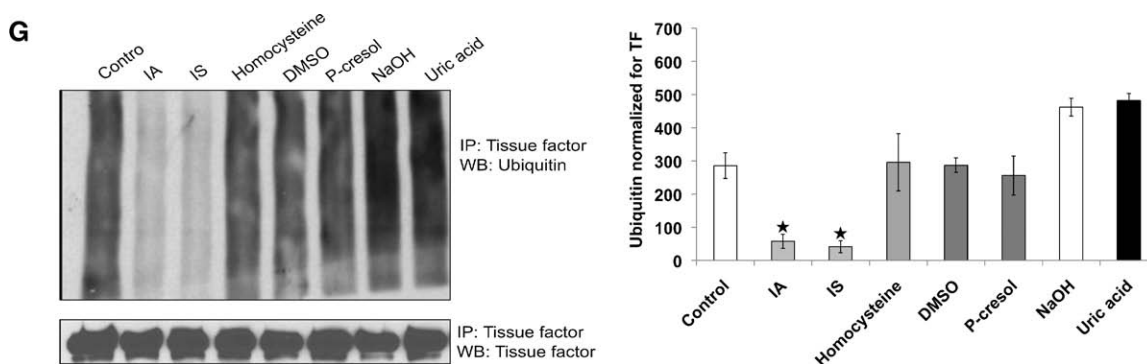 G
Contro
IA
IS
Homocysteine
DMSO
P-cresol
NaOH
Uric acid
IP: Tissue factor
WB: Ubiquitin
IP: Tissue factor
WB: Tissue factor
Ubiquitin normalized for TF
700
600
500
400
300
200
100
0
Control
IA
IS
Homocysteine
DMSO
P-cresol
NaOH
Uric acid